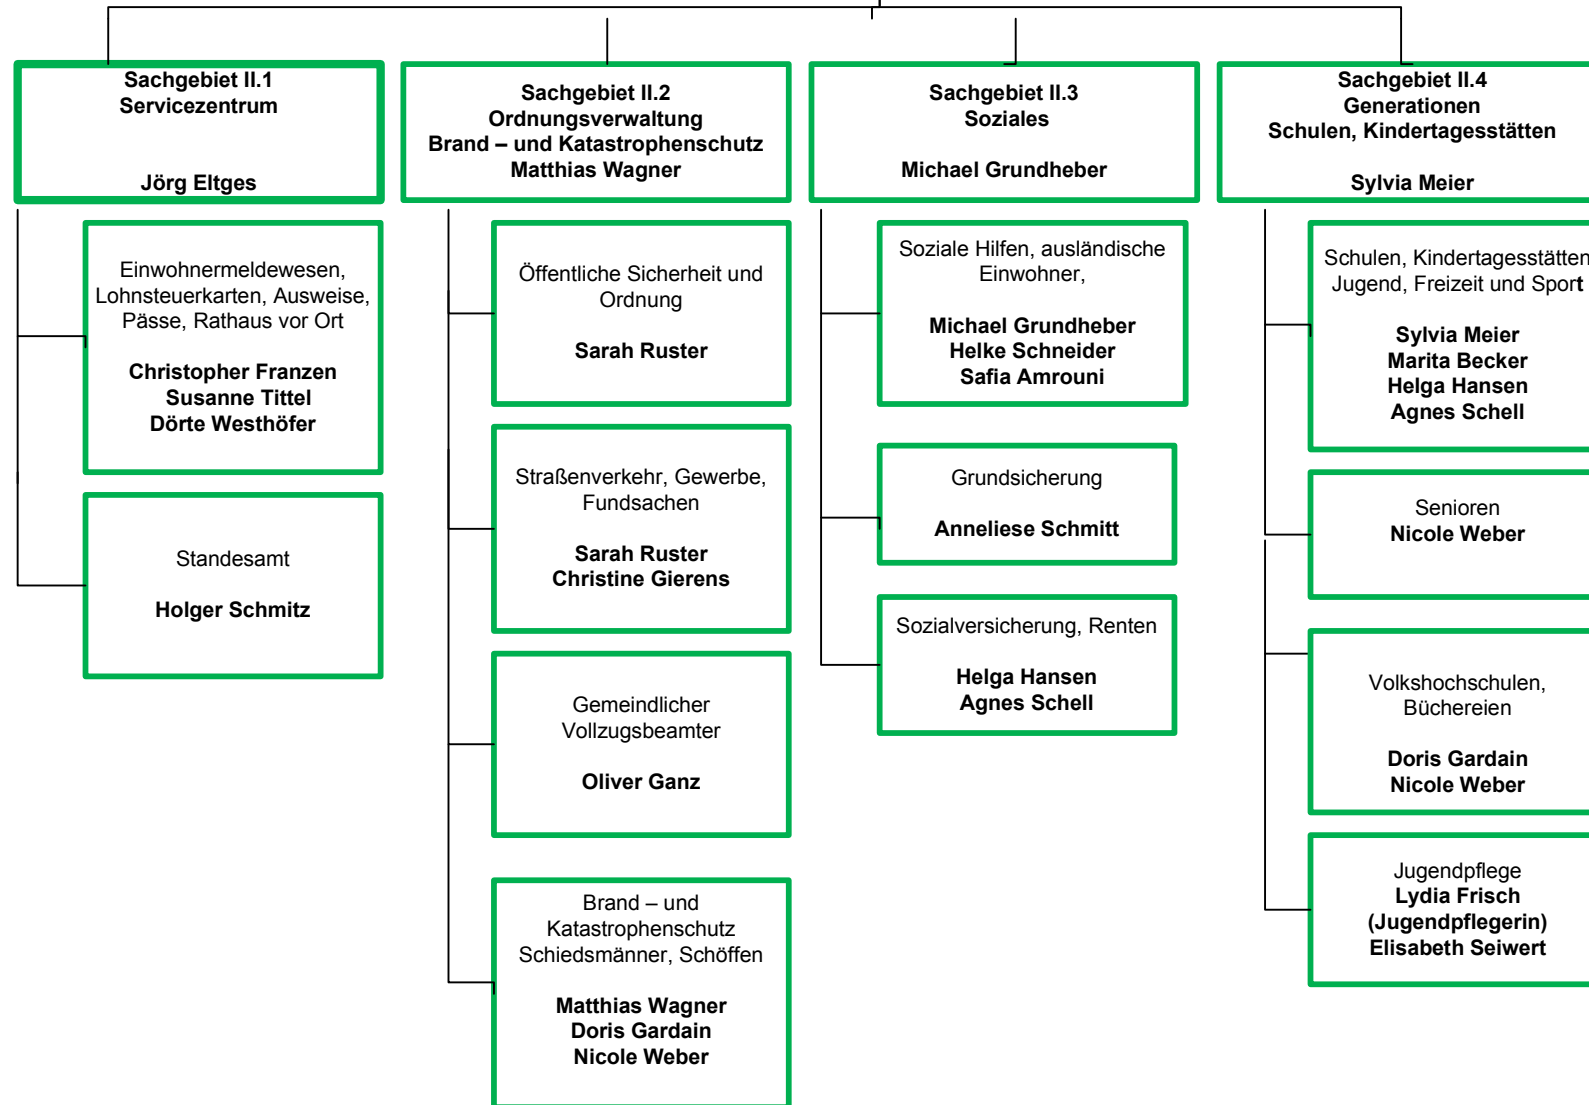 Sachgebiet II.1
Servicezentrum
Jörg Eltges
Einwohnermeldewesen,
Lohnsteuerkarten, Ausweise,
Pässe, Rathaus vor Ort
Christopher Franzen
Susanne Tittel
Dörte Westhöfer
Standesamt
Holger Schmitz
Sachgebiet II.2
Ordnungsverwaltung
Brand – und Katastrophenschutz
Matthias Wagner
Öffentliche Sicherheit und
Ordnung
Sarah Ruster
Straßenverkehr, Gewerbe,
Fundsachen
Sarah Ruster
Christine Gierens
Gemeindlicher
Vollzugsbeamter
Oliver Ganz
Brand – und
Katastrophenschutz
Schiedsmänner, Schöffen
Matthias Wagner
Doris Gardain
Nicole Weber
Sachgebiet II.3
Soziales
Michael Grundheber
Soziale Hilfen, ausländische
Einwohner,
Michael Grundheber
Helke Schneider
Safia Amrouni
Grundsicherung
Anneliese Schmitt
Sozialversicherung, Renten
Helga Hansen
Agnes Schell
Sachgebiet II.4
Generationen
Schulen, Kindertagesstätten
Sylvia Meier
Schulen, Kindertagesstätten
Jugend, Freizeit und Sport
Sylvia Meier
Marita Becker
Helga Hansen
Agnes Schell
Senioren
Nicole Weber
Volkshochschulen,
Büchereien
Doris Gardain
Nicole Weber
Jugendpflege
Lydia Frisch
(Jugendpflegerin)
Elisabeth Seiwert